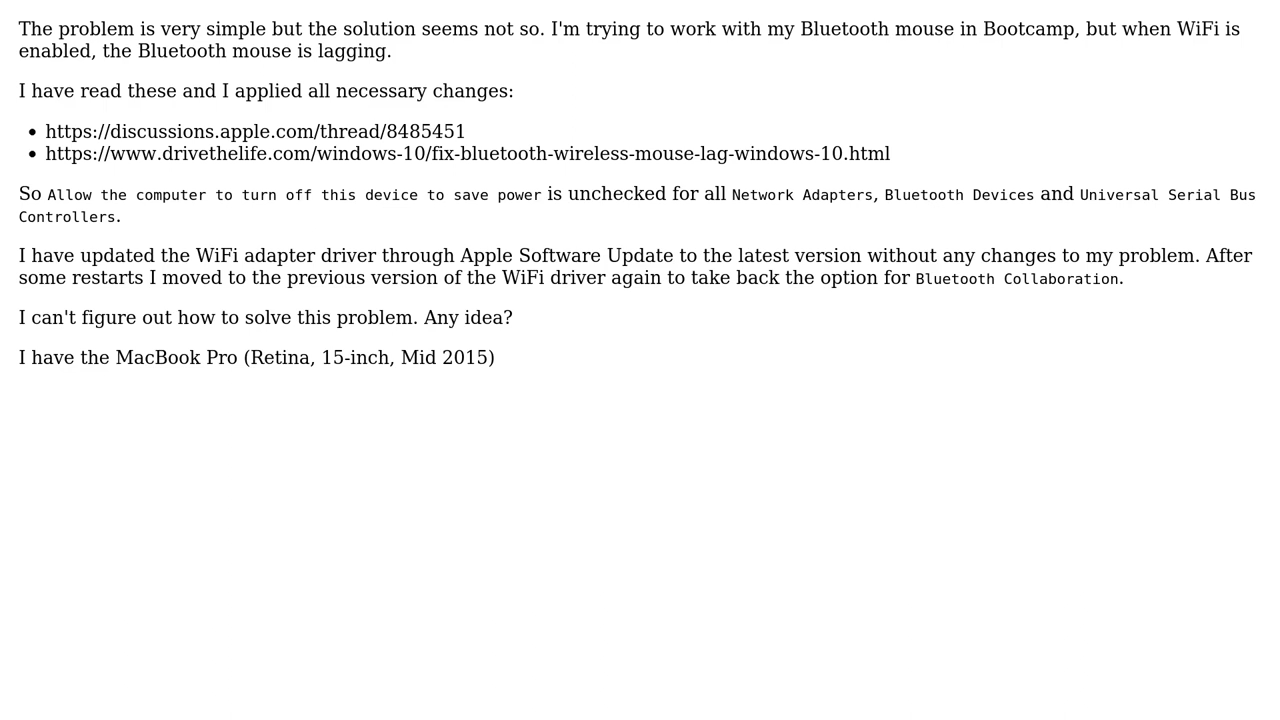 The problem is very simple but the solution seems not so. I'm trying to work with my Bluetooth mouse in Bootcamp, but when WiFi is
enabled, the Bluetooth mouse is lagging.
I have read these and I applied all necessary changes:
• https://discussions.apple.com/thread/8485451
• https://www.drivethelife.com/windows-10/fix-bluetooth-wireless-mouse-lag-windows-10.html
So Allow the computer to turn off this device to save power is unchecked for all Network Adapters, Bluetooth Devices and Universal Serial Bus
Controllers.
I have updated the WiFi adapter driver through Apple Software Update to the latest version without any changes to my problem. After
some restarts I moved to the previous version of the WiFi driver again to take back the option for Bluetooth Collaboration.
I can't figure out how to solve this problem. Any idea?
I have the MacBook Pro (Retina, 15-inch, Mid 2015)